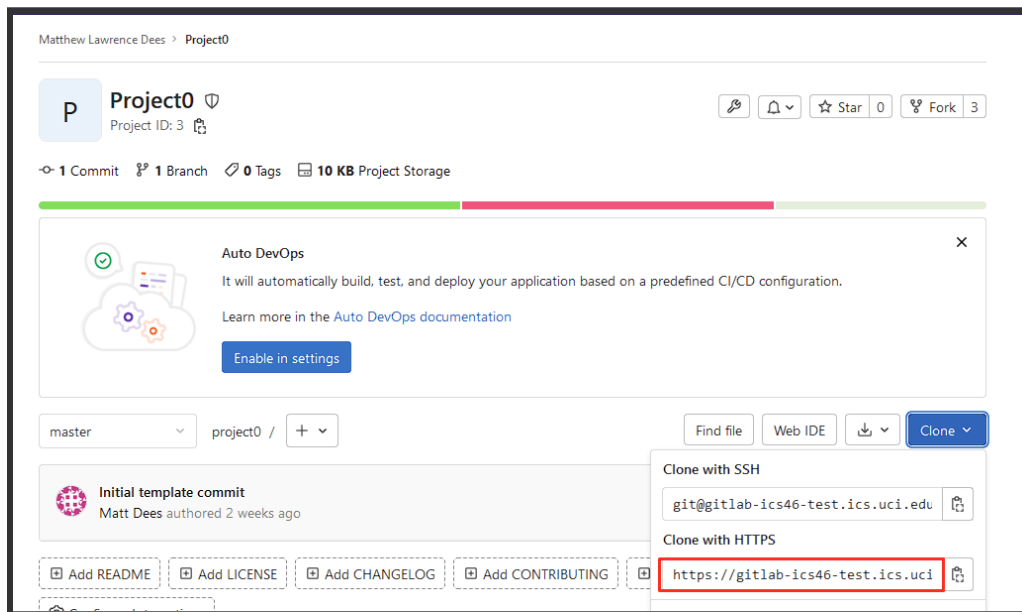 Matthew Lawrence Dees > Project0
P
Project0
Project ID: 3
Star 0
Fork 3
1 Commit 1 Branch 0 Tags 10 KB Project Storage
Auto DevOps
It will automatically build, test, and deploy your application based on a predefined CI/CD configuration.
Learn more in the Auto DevOps documentation
Enable in settings
master
project0 /
Find file
Web IDE
Clone
Clone with SSH
git@gitlab-ics46-test.ics.uci.edu
Initial template commit
Matt Dees authored 2 weeks ago
Clone with HTTPS
https://gitlab-ics46-test.ics.uci
Add README
Add LICENSE
Add CHANGELOG
Add CONTRIBUTING